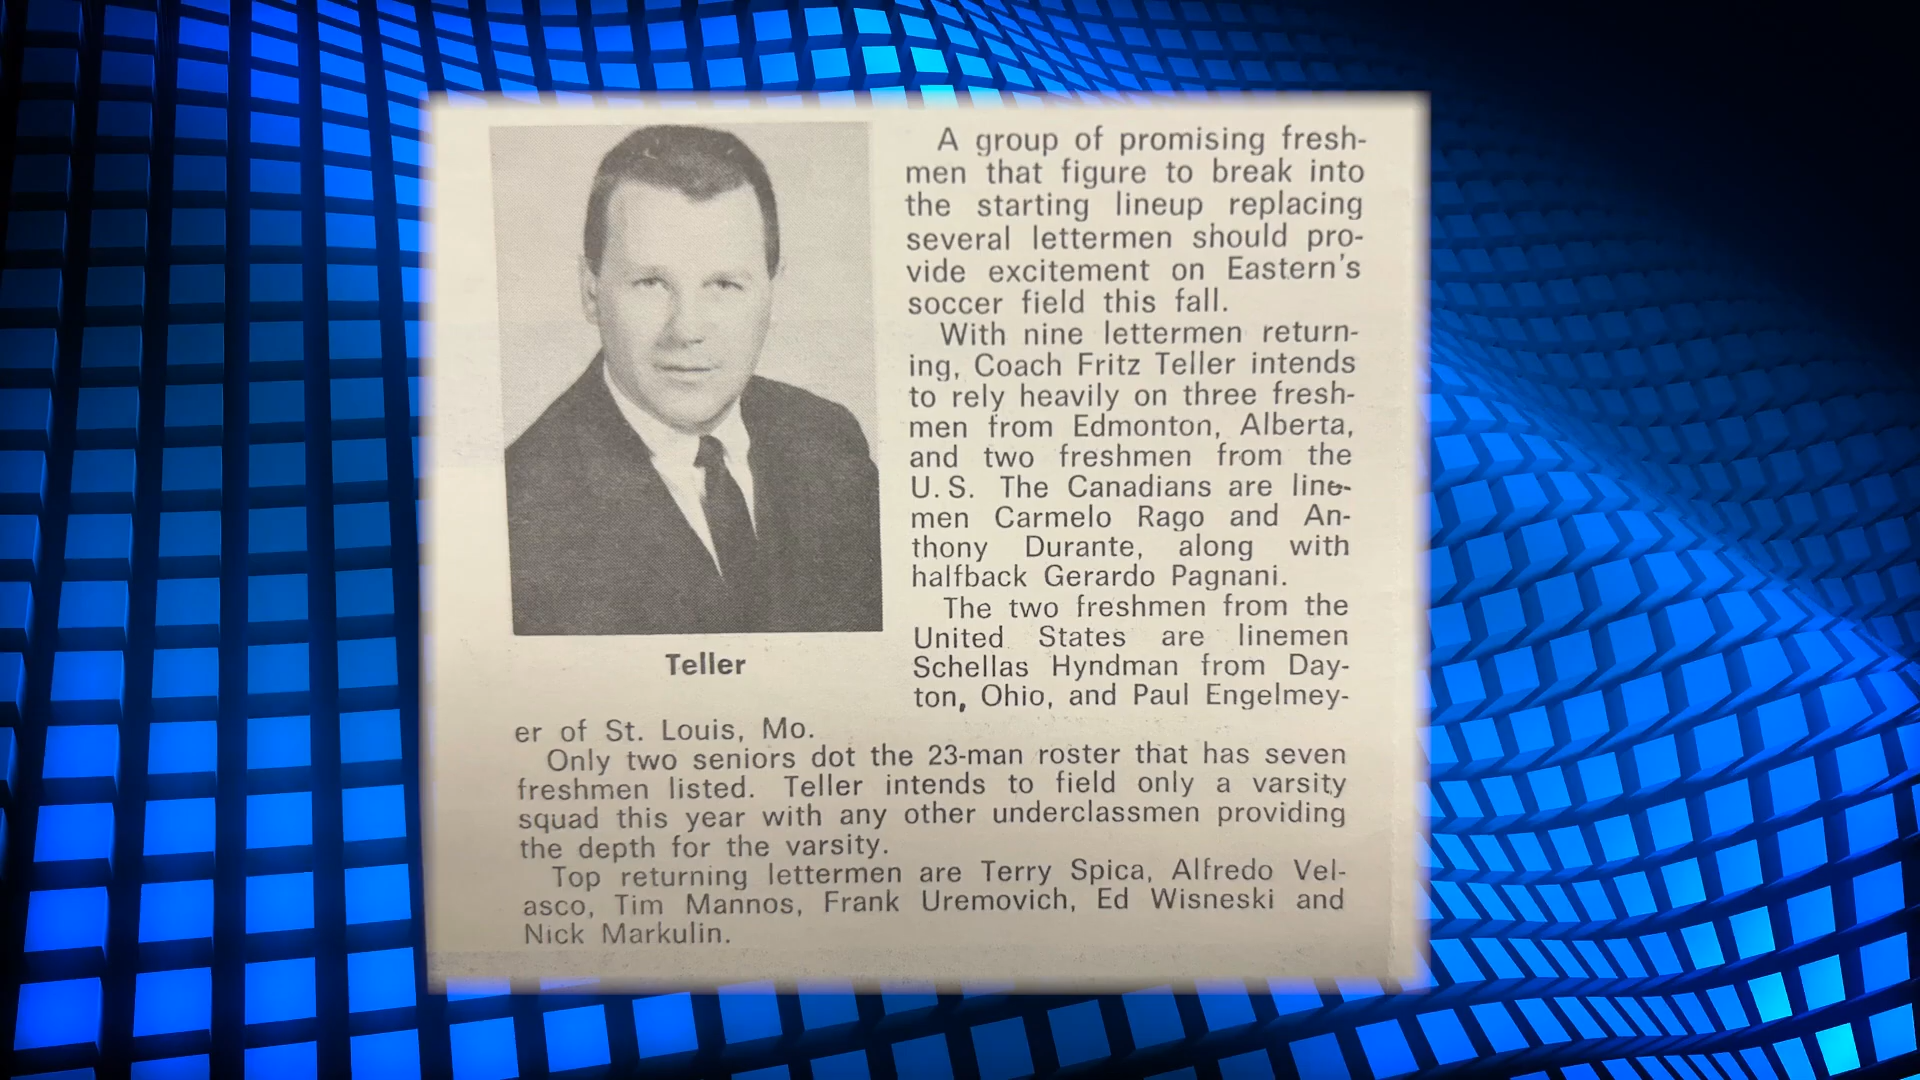 A group of promising fresh-
men that figure to break into
the starting lineup replacing
several lettermen should pro-
vide excitement on Eastern's
soccer field this fall.
With nine lettermen return-
ing, Coach Fritz Teller intends
to rely heavily on three fresh-
men from Edmonton, Alberta,
and two freshmen from the
U. S. The Canadians are line-
men Carmelo Rago and An-
thony Durante, along with
halfback Gerardo Pagnani.
The two freshmen from the
United States are linemen
Schellas Hyndman from Day-
ton, Ohio, and Paul Engelmey-
Teller
er of St. Louis, Mo.
Only two seniors dot the 23-man roster that has seven
freshmen listed. Teller intends to field only a varsity
squad this year with any other underclassmen providing
the depth for the varsity.
Top returning lettermen are Terry Spica, Alfredo Vel-
asco, Tim Mannos, Frank Uremovich, Ed Wisneski and
Nick Markulin.